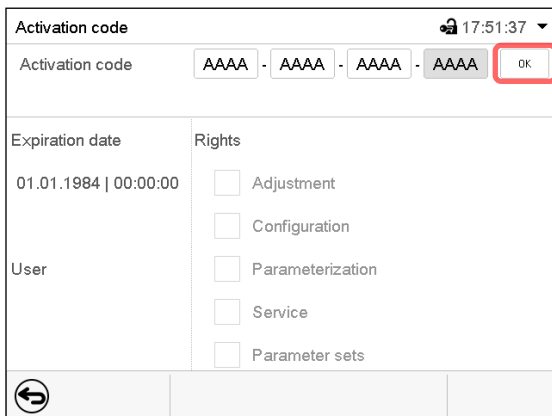 Activation code 17:51:37
Activation code AAAA - AAAA - AAAA - AAAA OK
Expiration date Rights
01.01.1984 | 00:00:00 Adjustment
Configuration
User Parameterization
Service
Parameter sets